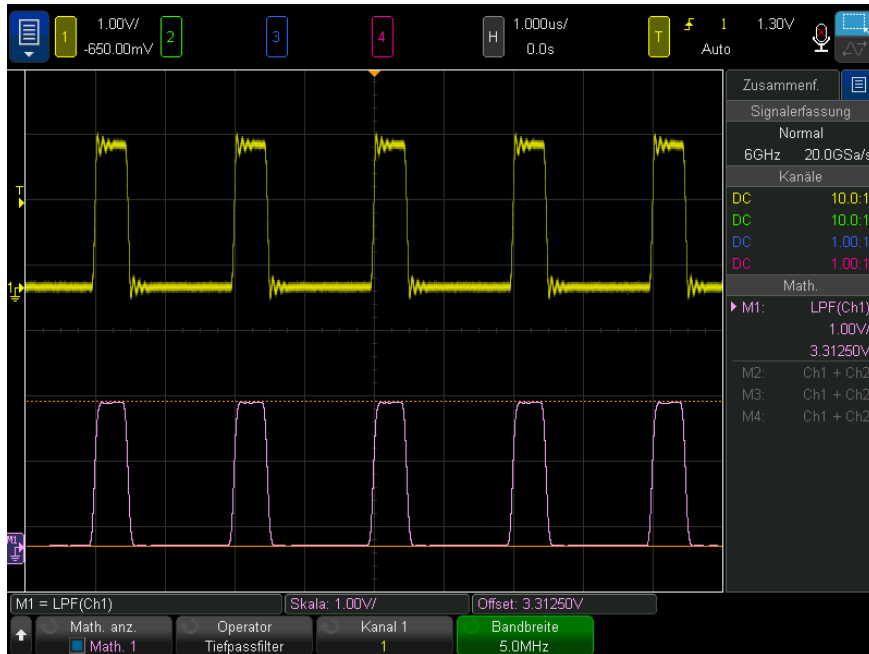 1.00V/ 1.000us/ 1 1.30V
1 -650.00mV 2 3 4 H 0.0s T Auto
Zusammenf.
Signalerfassung
Normal
6GHz 20.0GSa/s
Kanäle
DC 10.0:1
DC 10.0:1
DC 1.00:1
DC 1.00:1
Math.
M1: LPF(Ch1)
1.00V/
3.31250V
M2: Ch1 + Ch2
M3: Ch1 + Ch2
M4: Ch1 + Ch2
T
1
M1
M1 = LPF(Ch1) Skala: 1.00V/ Offset: 3.31250V
Math. anz. Operator Kanal 1 Bandbreite
Math. 1 Tiefpassfilter 1 5.0MHz